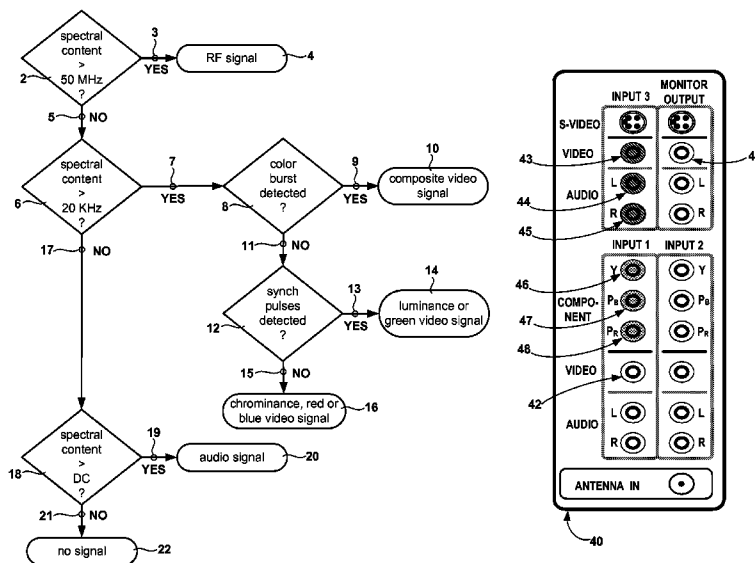 spectral
content
>
50 MHz
?
2
3
YES
RF signal
4
5
NO
spectral
content
>
20 KHz
?
6
7
YES
color
burst
detected
?
8
9
YES
10
composite video
signal
11
NO
synch
pulses
detected
?
12
13
YES
14
luminance or
green video signal
15
NO
chrominance, red or
blue video signal
16
17
NO
spectral
content
>
DC
?
18
19
YES
audio signal
20
21
NO
no signal
22
INPUT 3
MONITOR
OUTPUT
S-VIDEO
VIDEO
43
4
AUDIO
L
L
44
R
R
45
INPUT 1
INPUT 2
46
Y
Y
COMPO-
NENT
PB
PB
47
PR
PR
48
VIDEO
42
AUDIO
L
L
R
R
ANTENNA IN
40